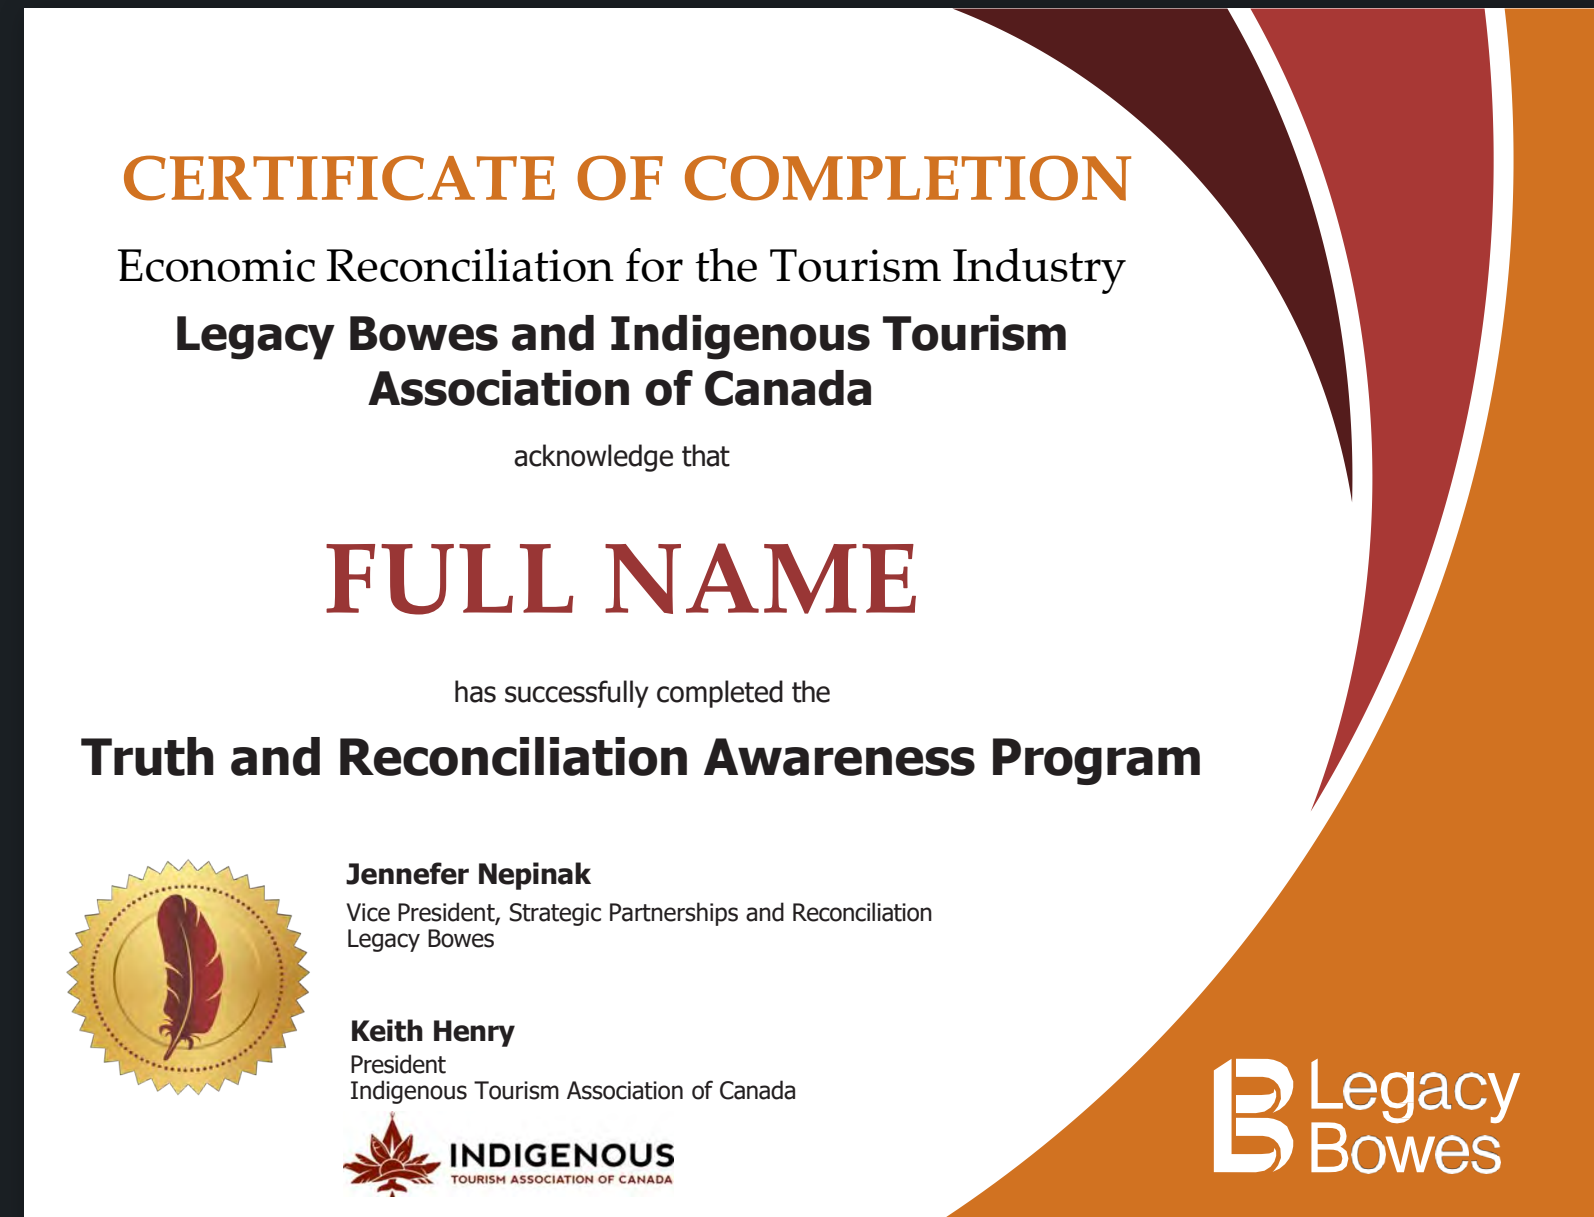 CERTIFICATE OF COMPLETION
Economic Reconciliation for the Tourism Industry
Legacy Bowes and Indigenous Tourism
Association of Canada
acknowledge that
FULL NAME
has successfully completed the
Truth and Reconciliation Awareness Program
Jennefer Nepinak
Vice President, Strategic Partnerships and Reconciliation
Legacy Bowes
Keith Henry
President
Indigenous Tourism Association of Canada
INDIGENOUS
TOURISM ASSOCIATION OF CANADA
Legacy
Bowes